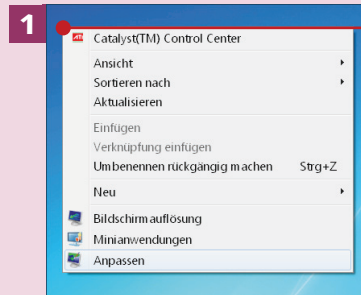 1
ATI
Catalyst(TM) Control Center
Ansicht
Sortieren nach
Aktualisieren
Einfügen
Verknüpfung einfügen
Umbenennen rückgängig machen Strg+Z
Neu
Bildschirmauflösung
Minianwendungen
Anpassen